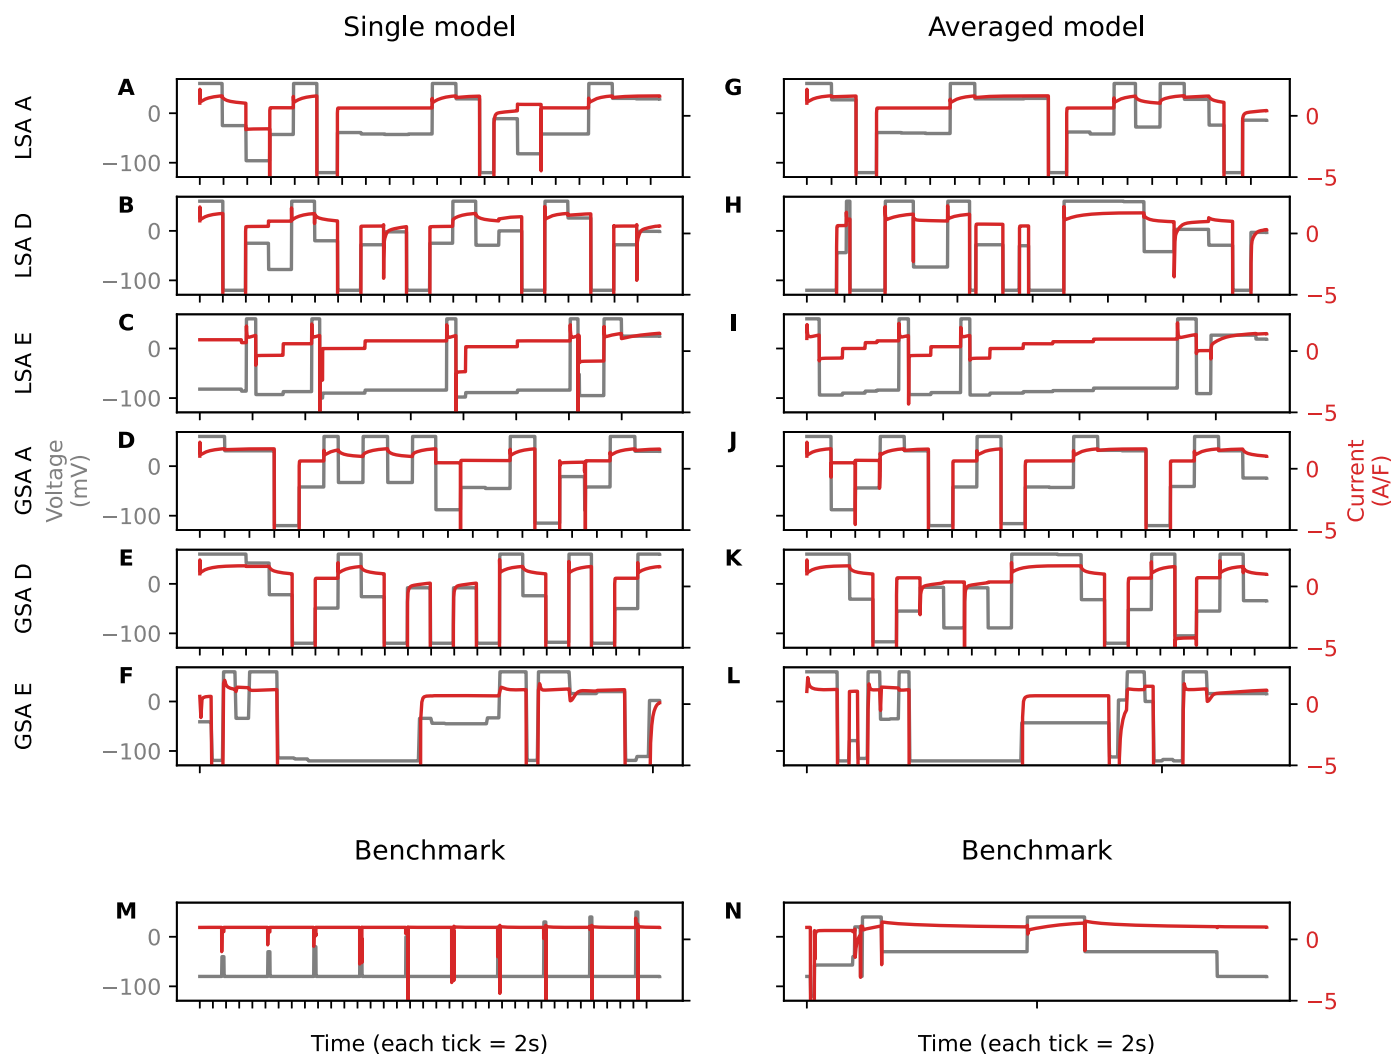 Single model
Averaged model
A
G
LSA A
0
−100
0
−5
B
H
LSA D
0
−100
0
−5
C
I
LSA E
0
−100
0
−5
D
J
GSA A
Voltage
(mV)
0
−100
0
−5
Current
(A/F)
E
K
GSA D
0
−100
0
−5
F
L
GSA E
0
−100
0
−5
Benchmark
Benchmark
M
N
0
−100
0
−5
Time (each tick = 2s)
Time (each tick = 2s)